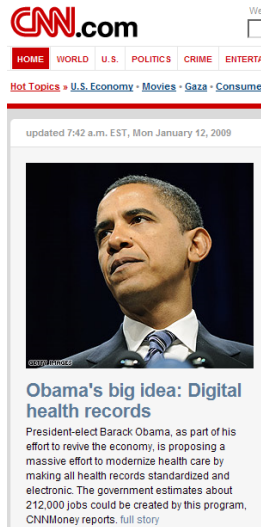 CNN.com
We
HOME WORLD U.S. POLITICS CRIME ENTERTA
Hot Topics » U.S. Economy • Movies • Gaza • Consume
updated 7:42 a.m. EST, Mon January 12, 2009
GETTY IMAGES
Obama's big idea: Digital
health records
President-elect Barack Obama, as part of his
effort to revive the economy, is proposing a
massive effort to modernize health care by
making all health records standardized and
electronic. The government estimates about
212,000 jobs could be created by this program,
CNNMoney reports. full story